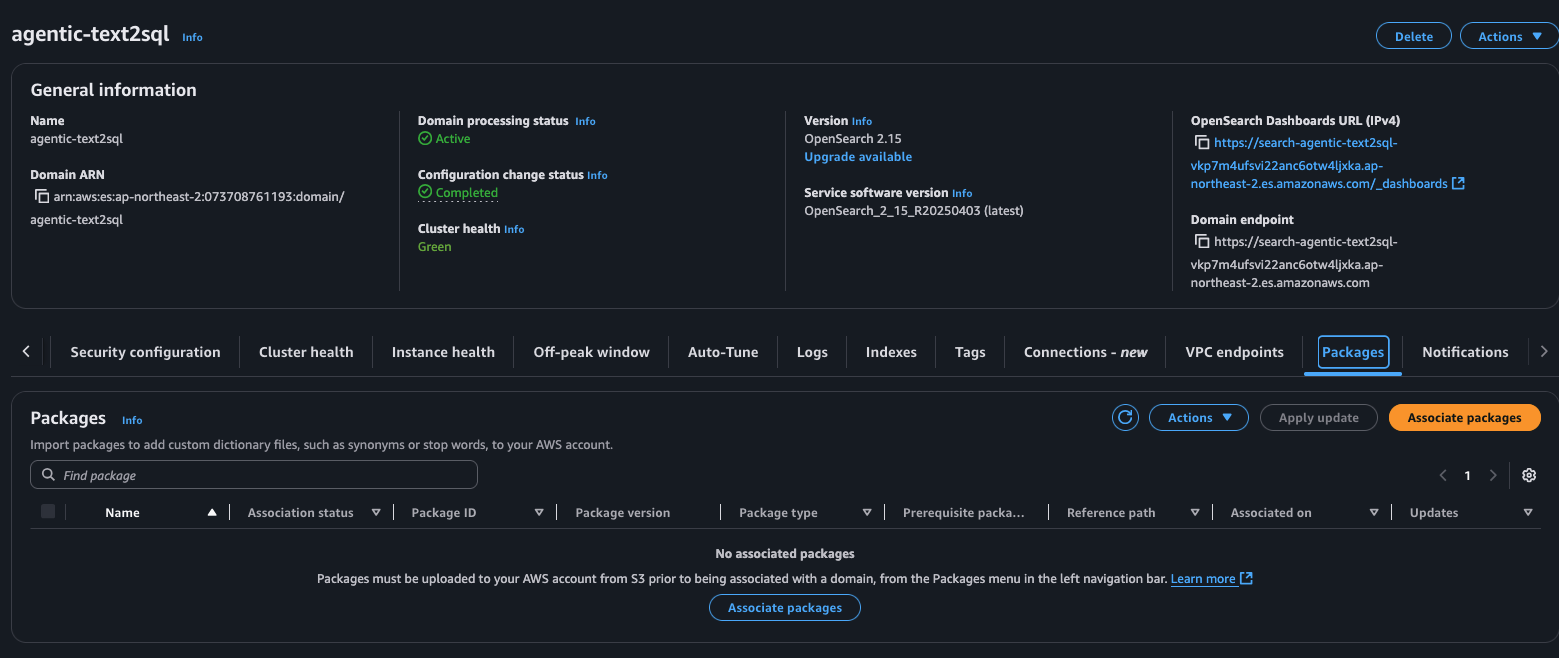 agentic-text2sql Info
Delete
Actions
General information
Name
agentic-text2sql
Domain ARN
arn:aws:es:ap-northeast-2:073708761193:domain/
agentic-text2sql
Domain processing status Info
Active
Configuration change status Info
Completed
Cluster health Info
Green
Version Info
OpenSearch 2.15
Upgrade available
Service software version Info
OpenSearch_2_15_R20250403 (latest)
OpenSearch Dashboards URL (IPv4)
https://search-agentic-text2sql-
vkp7m4ufsvi22anc6otw4ljxka.ap-
northeast-2.es.amazonaws.com/_dashboards
Domain endpoint
https://search-agentic-text2sql-
vkp7m4ufsvi22anc6otw4ljxka.ap-
northeast-2.es.amazonaws.com
Security configuration
Cluster health
Instance health
Off-peak window
Auto-Tune
Logs
Indexes
Tags
Connections - new
VPC endpoints
Packages
Notifications
Packages Info
Actions
Apply update
Associate packages
Import packages to add custom dictionary files, such as synonyms or stop words, to your AWS account.
Find package
1
Name
Association status
Package ID
Package version
Package type
Prerequisite packa...
Reference path
Associated on
Updates
No associated packages
Packages must be uploaded to your AWS account from S3 prior to being associated with a domain, from the Packages menu in the left navigation bar. Learn more
Associate packages